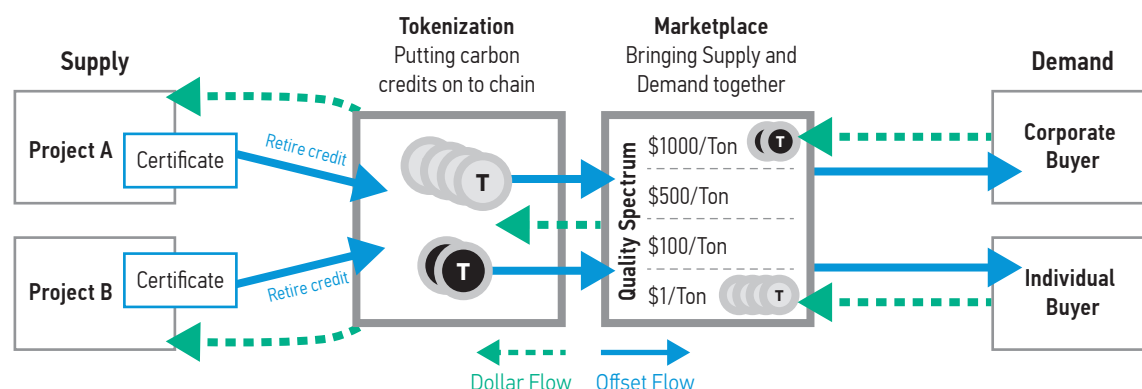 Supply
Project A
Certificate
Retire credit
Project B
Certificate
Retire credit
Tokenization
Putting carbon
credits on to chain
T
T
Marketplace
Bringing Supply and
Demand together
Quality Spectrum
$1000/Ton
T
$500/Ton
$100/Ton
$1/Ton
T
Demand
Corporate
Buyer
Individual
Buyer
Dollar Flow
Offset Flow